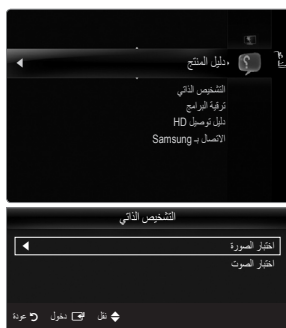 الدعم
دليل المنتج
التشخيص الذاتي
ترقية البرامج
دليل توصيل HD
الاتصال بـ Samsung
التشخيص الذاتي
اختبار الصورة
اختبار الصوت
نقل دخول عودة